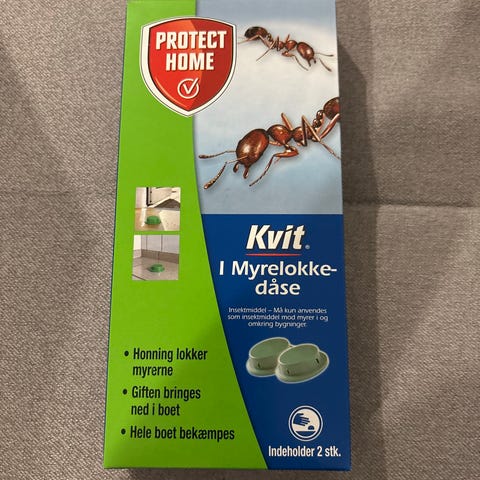 PROTECT
HOME
Kvit®
I Myrelokke-
dåse
Insektmiddel – Må kun anvendes
som insektmiddel mod myrer i og
omkring bygninger.
• Honning lokker
myrerne
• Giften bringes
ned i boet
• Hele boet bekæmpes
Indeholder 2 stk.